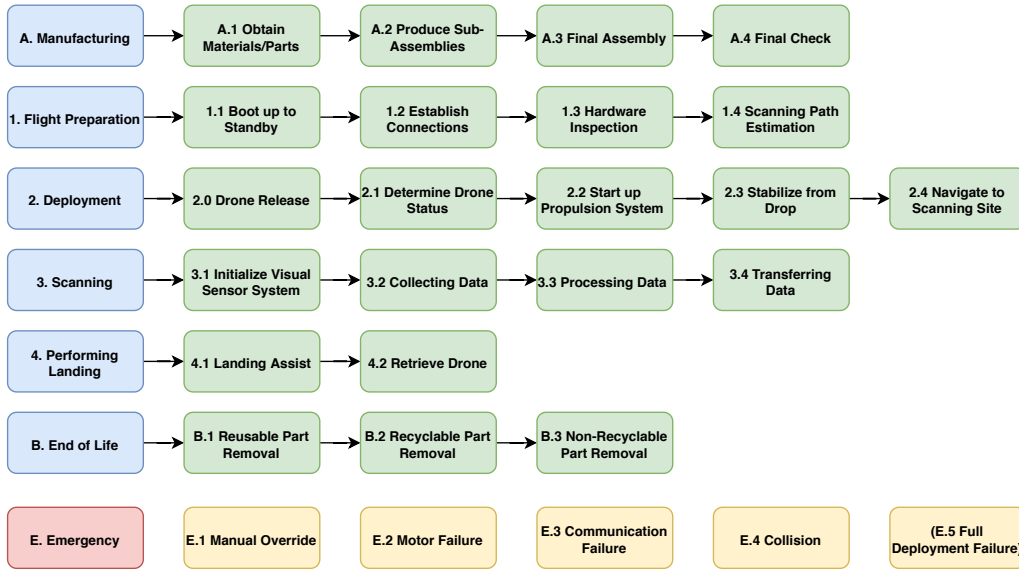 A. Manufacturing
A.1 Obtain
Materials/Parts
A.2 Produce Sub-
Assemblies
A.3 Final Assembly
A.4 Final Check
1. Flight Preparation
1.1 Boot up to
Standby
1.2 Establish
Connections
1.3 Hardware
Inspection
1.4 Scanning Path
Estimation
2. Deployment
2.0 Drone Release
2.1 Determine Drone
Status
2.2 Start up
Propulsion System
2.3 Stabilize from
Drop
2.4 Navigate to
Scanning Site
3. Scanning
3.1 Initialize Visual
Sensor System
3.2 Collecting Data
3.3 Processing Data
3.4 Transferring
Data
4. Performing
Landing
4.1 Landing Assist
4.2 Retrieve Drone
B. End of Life
B.1 Reusable Part
Removal
B.2 Recyclable Part
Removal
B.3 Non-Recyclable
Part Removal
E. Emergency
E.1 Manual Override
E.2 Motor Failure
E.3 Communication
Failure
E.4 Collision
(E.5 Full
Deployment Failure)